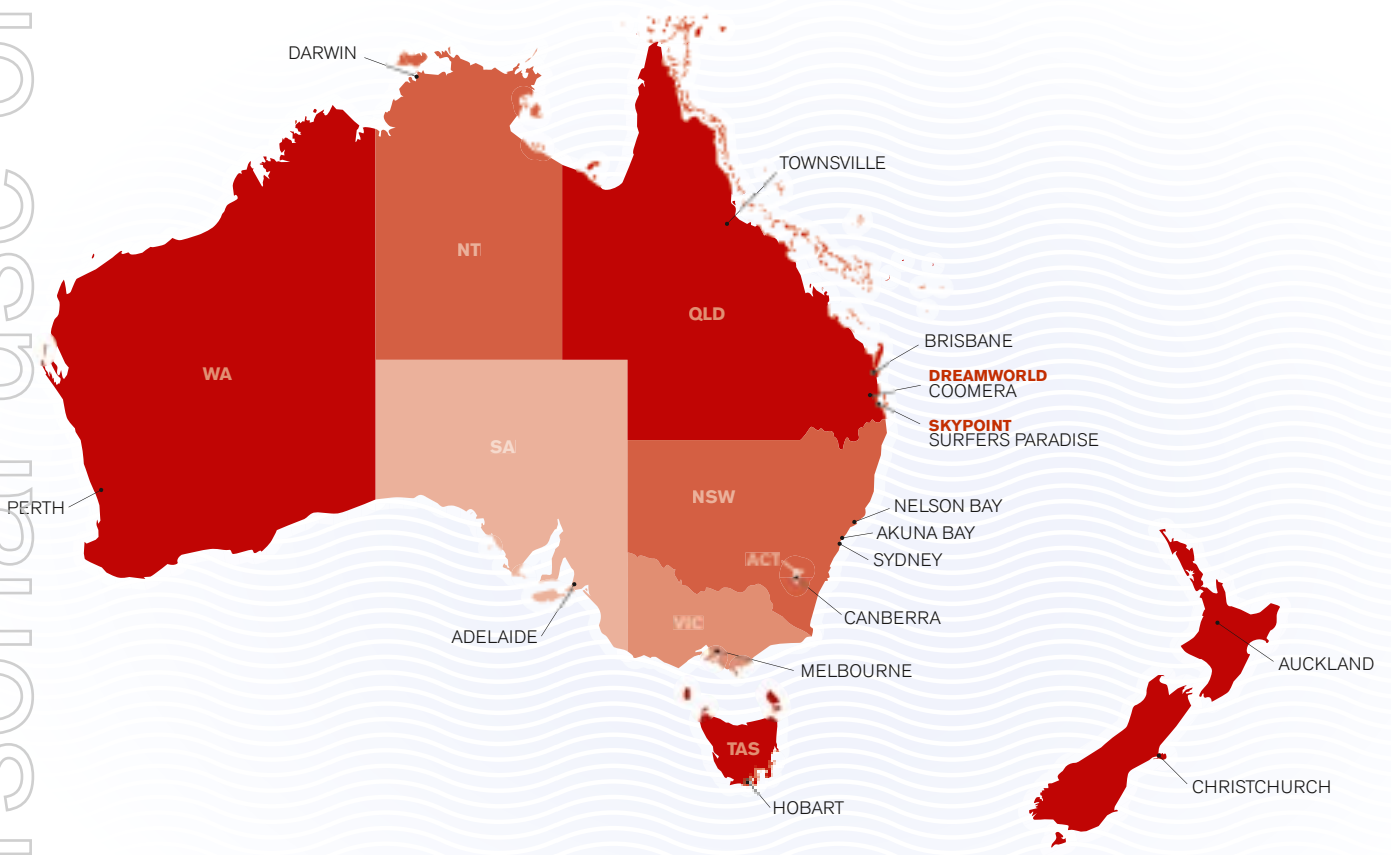 DARWIN
TOWNSVILLE
NT
QLD
BRISBANE
WA
DREAMWORLD
COOMERA
SKYPOINT
SURFERS PARADISE
SA
NSW
PERTH
NELSON BAY
AKUNA BAY
SYDNEY
ACT
CANBERRA
VIC
ADELAIDE
MELBOURNE
AUCKLAND
TAS
CHRISTCHURCH
HOBART